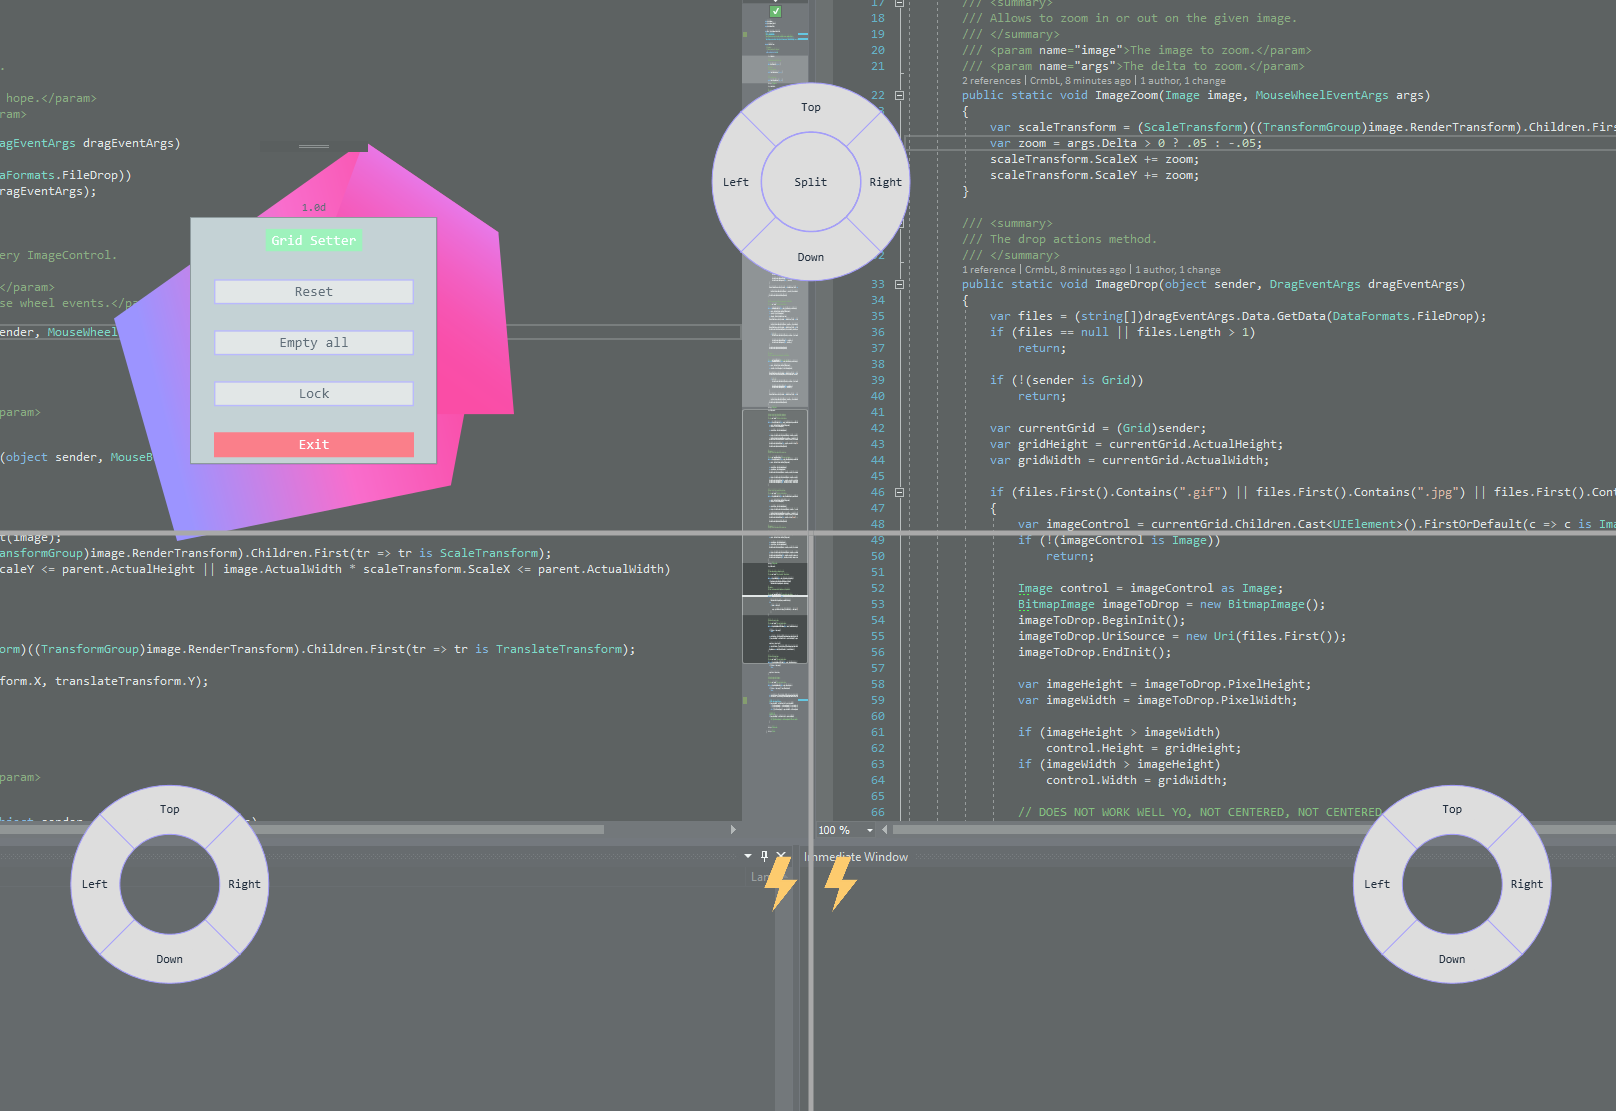 .
hope.</param>
ram>
agEventArgs dragEventArgs)
aFormats.FileDrop))
ragEventArgs);
1.0d
Grid Setter
Reset
Empty all
Lock
Exit
ery ImageControl.
</param>
se wheel events.</pa
ender, MouseWheel
param>
(object sender, MouseB
t(image);
ansformGroup)image.RenderTransform).Children.First(tr => tr is ScaleTransform);
caleY <= parent.ActualHeight || image.ActualWidth * scaleTransform.ScaleX <= parent.ActualWidth)
orm)((TransformGroup)image.RenderTransform).Children.First(tr => tr is TranslateTransform);
form.X, translateTransform.Y);
param>
Top
Left
Right
Down
Top
Left
Split
Right
Down
17 /// <summary>
18 /// Allows to zoom in or out on the given image.
19 /// </summary>
20 /// <param name="image">The image to zoom.</param>
21 /// <param name="args">The delta to zoom.</param>
2 references | CrmbL, 8 minutes ago | 1 author, 1 change
22 public static void ImageZoom(Image image, MouseWheelEventArgs args)
{
var scaleTransform = (ScaleTransform)((TransformGroup)image.RenderTransform).Children.Firs
var zoom = args.Delta > 0 ? .05 : -.05;
scaleTransform.ScaleX += zoom;
scaleTransform.ScaleY += zoom;
}
/// <summary>
/// The drop actions method.
/// </summary>
1 reference | CrmbL, 8 minutes ago | 1 author, 1 change
33 public static void ImageDrop(object sender, DragEventArgs dragEventArgs)
34 {
35 var files = (string[])dragEventArgs.Data.GetData(DataFormats.FileDrop);
36 if (files == null || files.Length > 1)
37 return;
38
39 if (!(sender is Grid))
40 return;
41
42 var currentGrid = (Grid)sender;
43 var gridHeight = currentGrid.ActualHeight;
44 var gridWidth = currentGrid.ActualWidth;
45
46 if (files.First().Contains(".gif") || files.First().Contains(".jpg") || files.First().Cont
47 {
48 var imageControl = currentGrid.Children.Cast<UIElement>().FirstOrDefault(c => c is Ima
49 if (!(imageControl is Image))
50 return;
51
52 Image control = imageControl as Image;
53 BitmapImage imageToDrop = new BitmapImage();
54 imageToDrop.BeginInit();
55 imageToDrop.UriSource = new Uri(files.First());
56 imageToDrop.EndInit();
57
58 var imageHeight = imageToDrop.PixelHeight;
59 var imageWidth = imageToDrop.PixelWidth;
60
61 if (imageHeight > imageWidth)
62 control.Height = gridHeight;
63 if (imageWidth > imageHeight)
64 control.Width = gridWidth;
65
66 // DOES NOT WORK WELL YO, NOT CENTERED, NOT CENTERED
100 %
Immediate Window
Top
Left
Right
Down